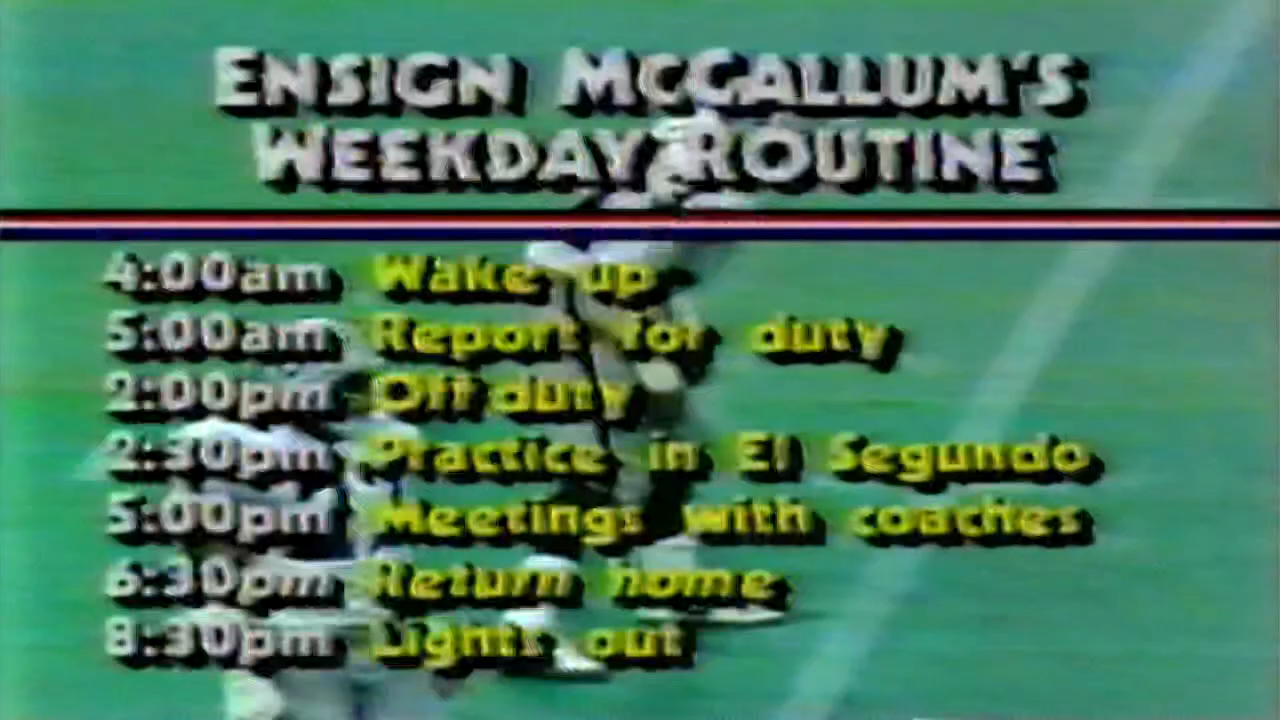 ENSIGN MCCALLUM'S
WEEKDAY ROUTINE
4:00am Wake up
5:00am Report for duty
2:00pm Off duty
2:30pm Practice in El Segundo
5:00pm Meetings with coaches
6:30pm Return home
8:30pm Lights out